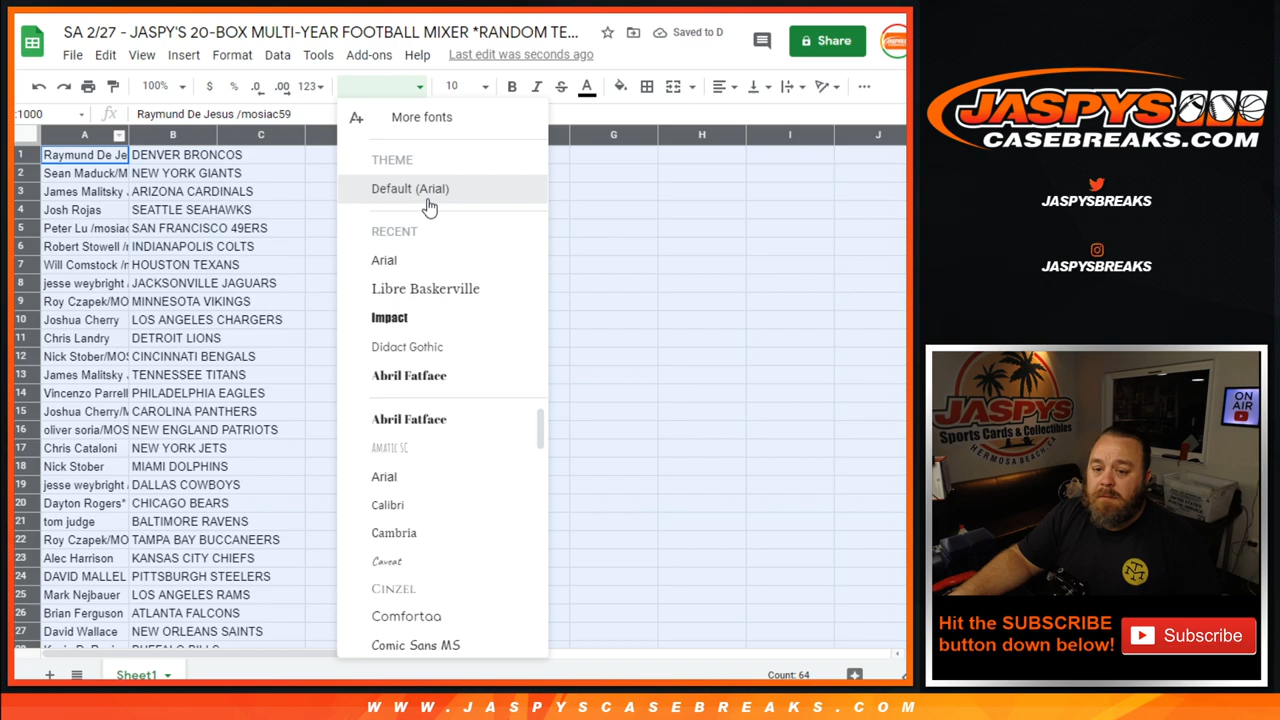 SA 2/27 - JASPY'S 20-BOX MULTI-YEAR FOOTBALL MIXER *RANDOM TE...
Saved to D
Share
File Edit View Insert Format Data Tools Add-ons Help Last edit was seconds ago
100% $ % .0 .00 123 10 B I S A
:1000 fx Raymund De Jesus /mosiac59
A B C G H I J
1 Raymund De Je DENVER BRONCOS
2 Sean Maduck/M NEW YORK GIANTS
3 James Malitsky ARIZONA CARDINALS
4 Josh Rojas SEATTLE SEAHAWKS
5 Peter Lu /mosiac SAN FRANCISCO 49ERS
6 Robert Stowell /r INDIANAPOLIS COLTS
7 Will Comstock /r HOUSTON TEXANS
8 jesse weybright JACKSONVILLE JAGUARS
9 Roy Czapek/MO MINNESOTA VIKINGS
10 Joshua Cherry LOS ANGELES CHARGERS
11 Chris Landry DETROIT LIONS
12 Nick Stober/MOS CINCINNATI BENGALS
13 James Malitsky TENNESSEE TITANS
14 Vincenzo Parrell PHILADELPHIA EAGLES
15 Joshua Cherry/M CAROLINA PANTHERS
16 oliver soria/MOS NEW ENGLAND PATRIOTS
17 Chris Cataloni NEW YORK JETS
18 Nick Stober MIAMI DOLPHINS
19 jesse weybright DALLAS COWBOYS
20 Dayton Rogers* CHICAGO BEARS
21 tom judge BALTIMORE RAVENS
22 Roy Czapek/MO TAMPA BAY BUCCANEERS
23 Alec Harrison KANSAS CITY CHIEFS
24 DAVID MALLEL PITTSBURGH STEELERS
25 Mark Nejbauer LOS ANGELES RAMS
26 Brian Ferguson ATLANTA FALCONS
27 David Wallace NEW ORLEANS SAINTS
More fonts
THEME
Default (Arial)
RECENT
Arial
Libre Baskerville
Impact
Didact Gothic
Abril Fatface
Abril Fatface
AMATIC SC
Arial
Calibri
Cambria
Caveat
CINZEL
Comfortaa
Comic Sans MS
Sheet1
Count: 64
JASPYS
CASEBREAKS.COM
JASPYSBREAKS
JASPYSBREAKS
JASPYS
Sports Cards & Collectibles
HERMOSA BEACH, CA
ON
AIR
Hit the SUBSCRIBE
button down below!
Subscribe
WWW.JASPYSCASEBREAKS.COM